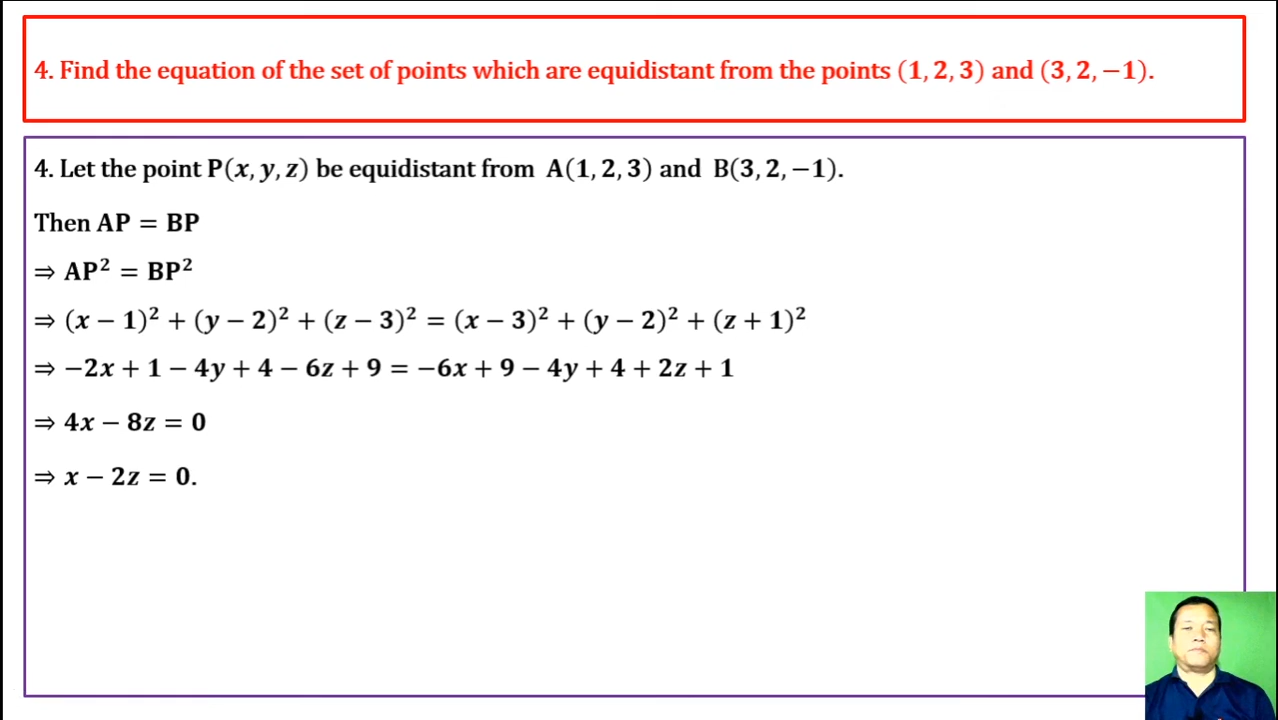 4. Find the equation of the set of points which are equidistant from the points (1, 2, 3) and (3, 2, −1).
4. Let the point P(x, y, z) be equidistant from A(1, 2, 3) and B(3, 2, −1).
Then AP = BP
⇒ AP² = BP²
⇒ (x − 1)² + (y − 2)² + (z − 3)² = (x − 3)² + (y − 2)² + (z + 1)²
⇒ −2x + 1 − 4y + 4 − 6z + 9 = −6x + 9 − 4y + 4 + 2z + 1
⇒ 4x − 8z = 0
⇒ x − 2z = 0.